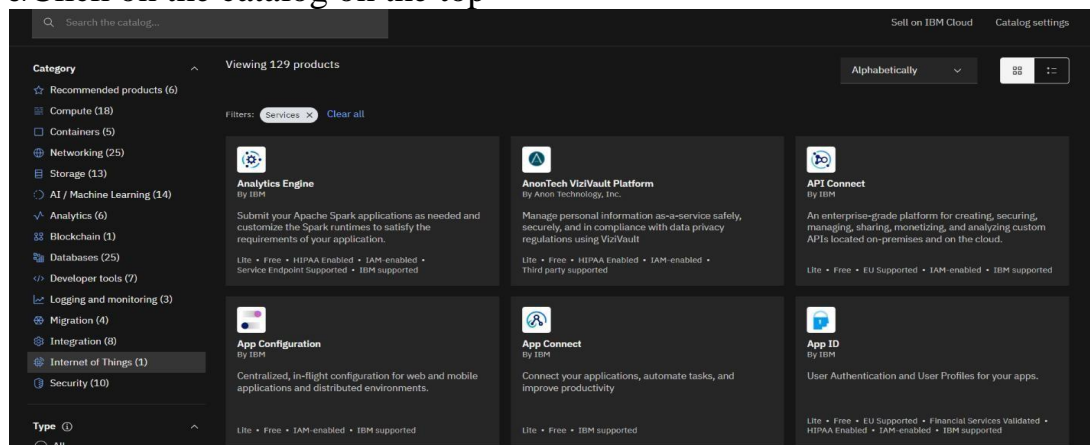 Click on the catalog on the top
Search the catalog...
Sell on IBM Cloud
Catalog settings
Category
Recommended products (6)
Compute (18)
Containers (5)
Networking (25)
Storage (13)
AI / Machine Learning (14)
Analytics (6)
Blockchain (1)
Databases (25)
Developer tools (7)
Logging and monitoring (3)
Migration (4)
Integration (8)
Internet of Things (1)
Security (10)
Type
All
Viewing 129 products
Alphabetically
Filters: Services × Clear all
Analytics Engine
By IBM
Submit your Apache Spark applications as needed and
customize the Spark runtimes to satisfy the
requirements of your application.
Lite • Free • HIPAA Enabled • IAM-enabled •
Service Endpoint Supported • IBM supported
AnonTech ViziVault Platform
By Anon Technology, Inc.
Manage personal information as-a-service safely,
securely, and in compliance with data privacy
regulations using ViziVault
Lite • Free • HIPAA Enabled • IAM-enabled •
Third party supported
API Connect
By IBM
An enterprise-grade platform for creating, securing,
managing, sharing, monetizing, and analyzing custom
APIs located on-premises and on the cloud.
Lite • Free • EU Supported • IAM-enabled • IBM supported
App Configuration
By IBM
Centralized, in-flight configuration for web and mobile
applications and distributed environments.
Lite • Free • IAM-enabled • IBM supported
App Connect
By IBM
Connect your applications, automate tasks, and
improve productivity
Lite • Free • IBM supported
App ID
By IBM
User Authentication and User Profiles for your apps.
Lite • Free • EU Supported • Financial Services Validated •
HIPAA Enabled • IAM-enabled • IBM supported